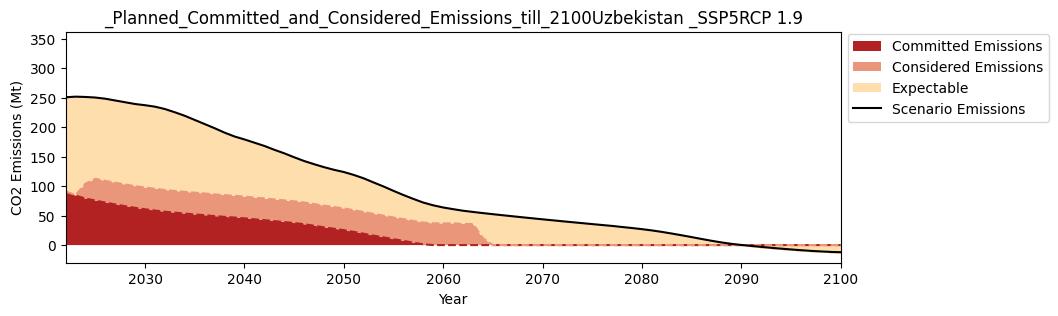 _Planned_Committed_and_Considered_Emissions_till_2100Uzbekistan _SSP5RCP 1.9
CO2 Emissions (Mt)
350
300
250
200
150
100
50
0
2030 2040 2050 2060 2070 2080 2090 2100
Year
Committed Emissions
Considered Emissions
Expectable
Scenario Emissions